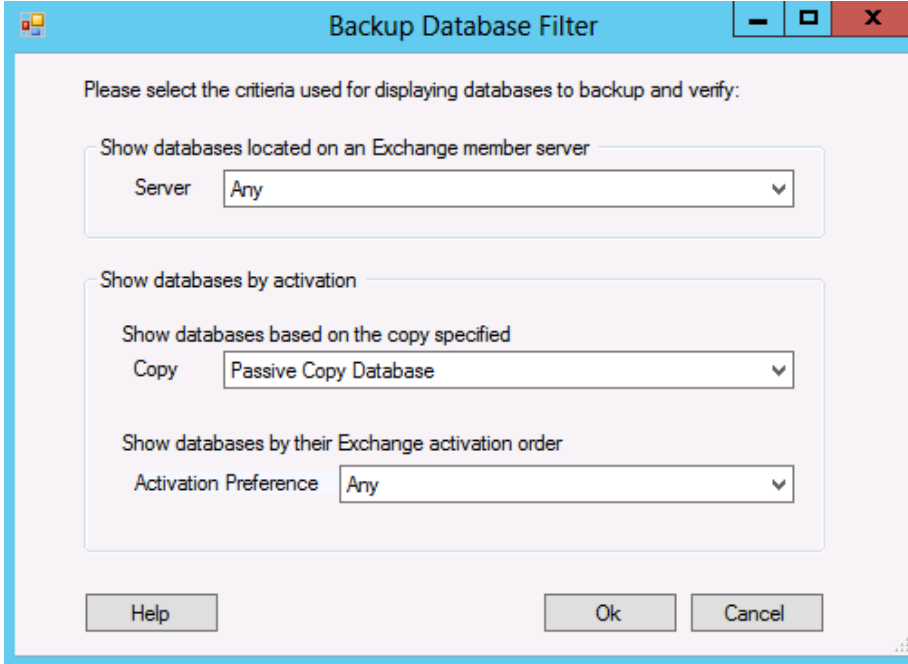 Backup Database Filter
Please select the critieria used for displaying databases to backup and verify:
Show databases located on an Exchange member server
Server Any
Show databases by activation
Show databases based on the copy specified
Copy Passive Copy Database
Show databases by their Exchange activation order
Activation Preference Any
Help Ok Cancel